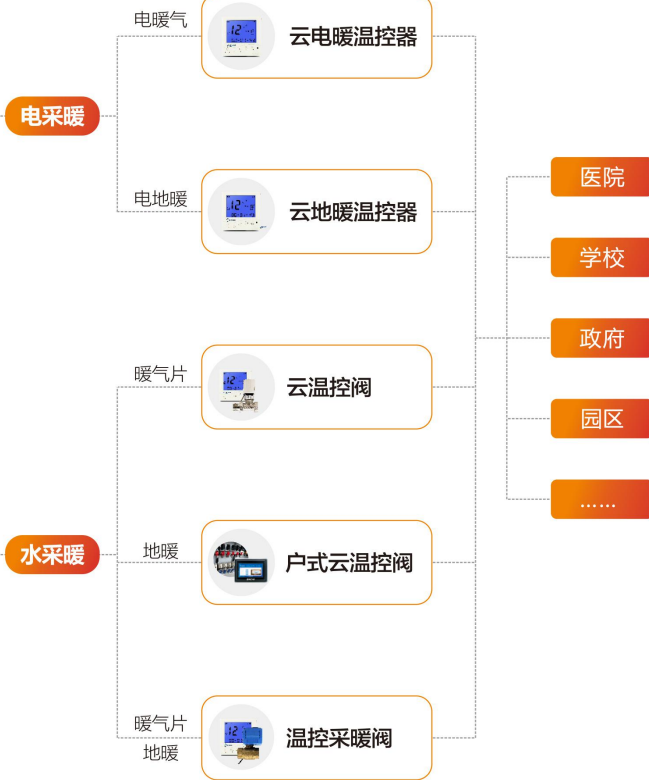 电采暖
电暖气
云电暖温控器
电地暖
云地暖温控器
水采暖
暖气片
云温控阀
地暖
户式云温控阀
暖气片
地暖
温控采暖阀
医院
学校
政府
园区
……